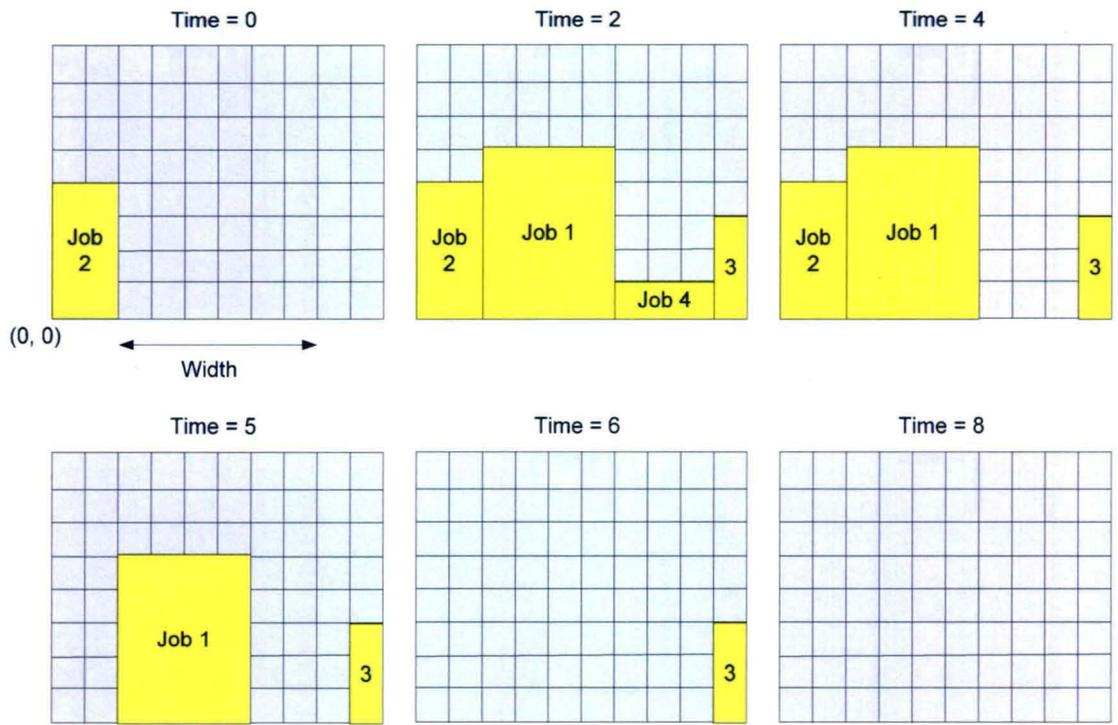 Time = 0
Time = 2
Time = 4
Job
2
Job
2
Job 1
Job 4
3
Job
2
Job 1
3
(0, 0)
Width
Time = 5
Time = 6
Time = 8
Job 1
3
3